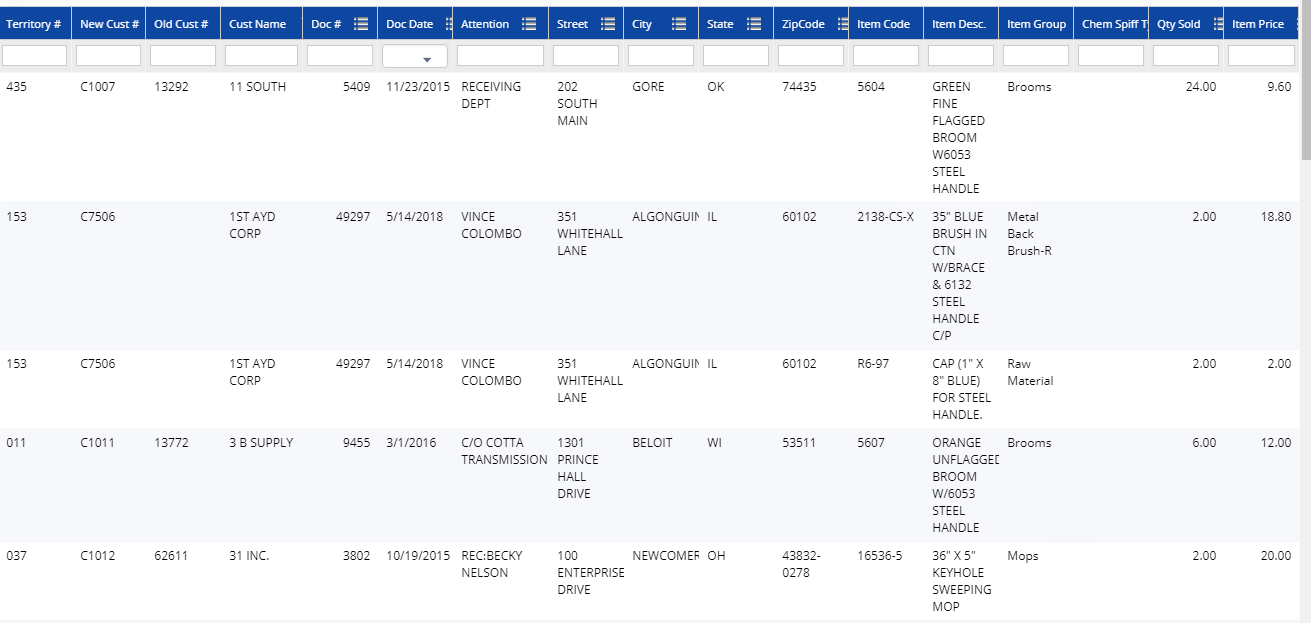 Territory # New Cust # Old Cust # Cust Name Doc # Doc Date Attention Street City State ZipCode Item Code Item Desc. Item Group Chem Spiff T Qty Sold Item Price
435 C1007 13292 11 SOUTH 5409 11/23/2015 RECEIVING 202 GORE OK 74435 5604 GREEN Brooms 24.00 9.60
DEPT SOUTH FINE
MAIN FLAGGED
BROOM
W6053
STEEL
HANDLE
153 C7506 1ST AYD 49297 5/14/2018 VINCE 351 ALGONGUIN IL 60102 2138-CS-X 35" BLUE Metal 2.00 18.80
CORP COLOMBO WHITEHALL BRUSH IN Back
LANE CTN Brush-R
W/BRACE
& 6132
STEEL
HANDLE
C/P
153 C7506 1ST AYD 49297 5/14/2018 VINCE 351 ALGONGUIN IL 60102 R6-97 CAP (1" X Raw 2.00 2.00
CORP COLOMBO WHITEHALL 8" BLUE) Material
LANE FOR STEEL
HANDLE.
011 C1011 13772 3 B SUPPLY 9455 3/1/2016 C/O COTTA 1301 BELOIT WI 53511 5607 ORANGE Brooms 6.00 12.00
TRANSMISSION PRINCE UNFLAGGED
HALL BROOM
DRIVE W/6053
STEEL
HANDLE
037 C1012 62611 31 INC. 3802 10/19/2015 REC:BECKY 100 NEWCOMER OH 43832- 16536-5 36" X 5" Mops 2.00 20.00
NELSON ENTERPRISE 0278 KEYHOLE
DRIVE SWEEPING
MOP